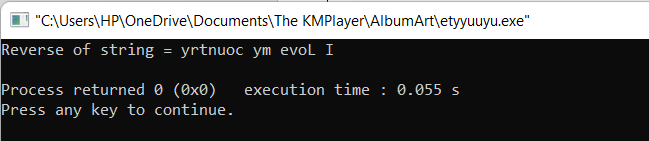 "C:\Users\HP\OneDrive\Documents\The KMPlayer\AlbumArt\etyyuuyu.exe"
Reverse of string = yrtnuoc ym evoL I
Process returned 0 (0x0)   execution time : 0.055 s
Press any key to continue.